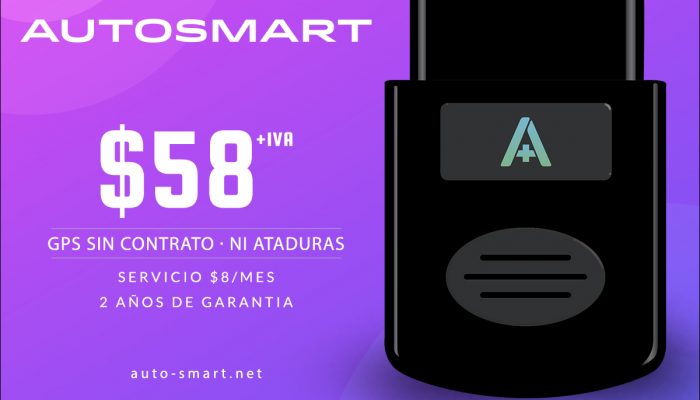 AUTOSMART
$58 +IVA
GPS SIN CONTRATO · NI ATADURAS
SERVICIO $8/MES
2 AÑOS DE GARANTIA
auto-smart.net
A+